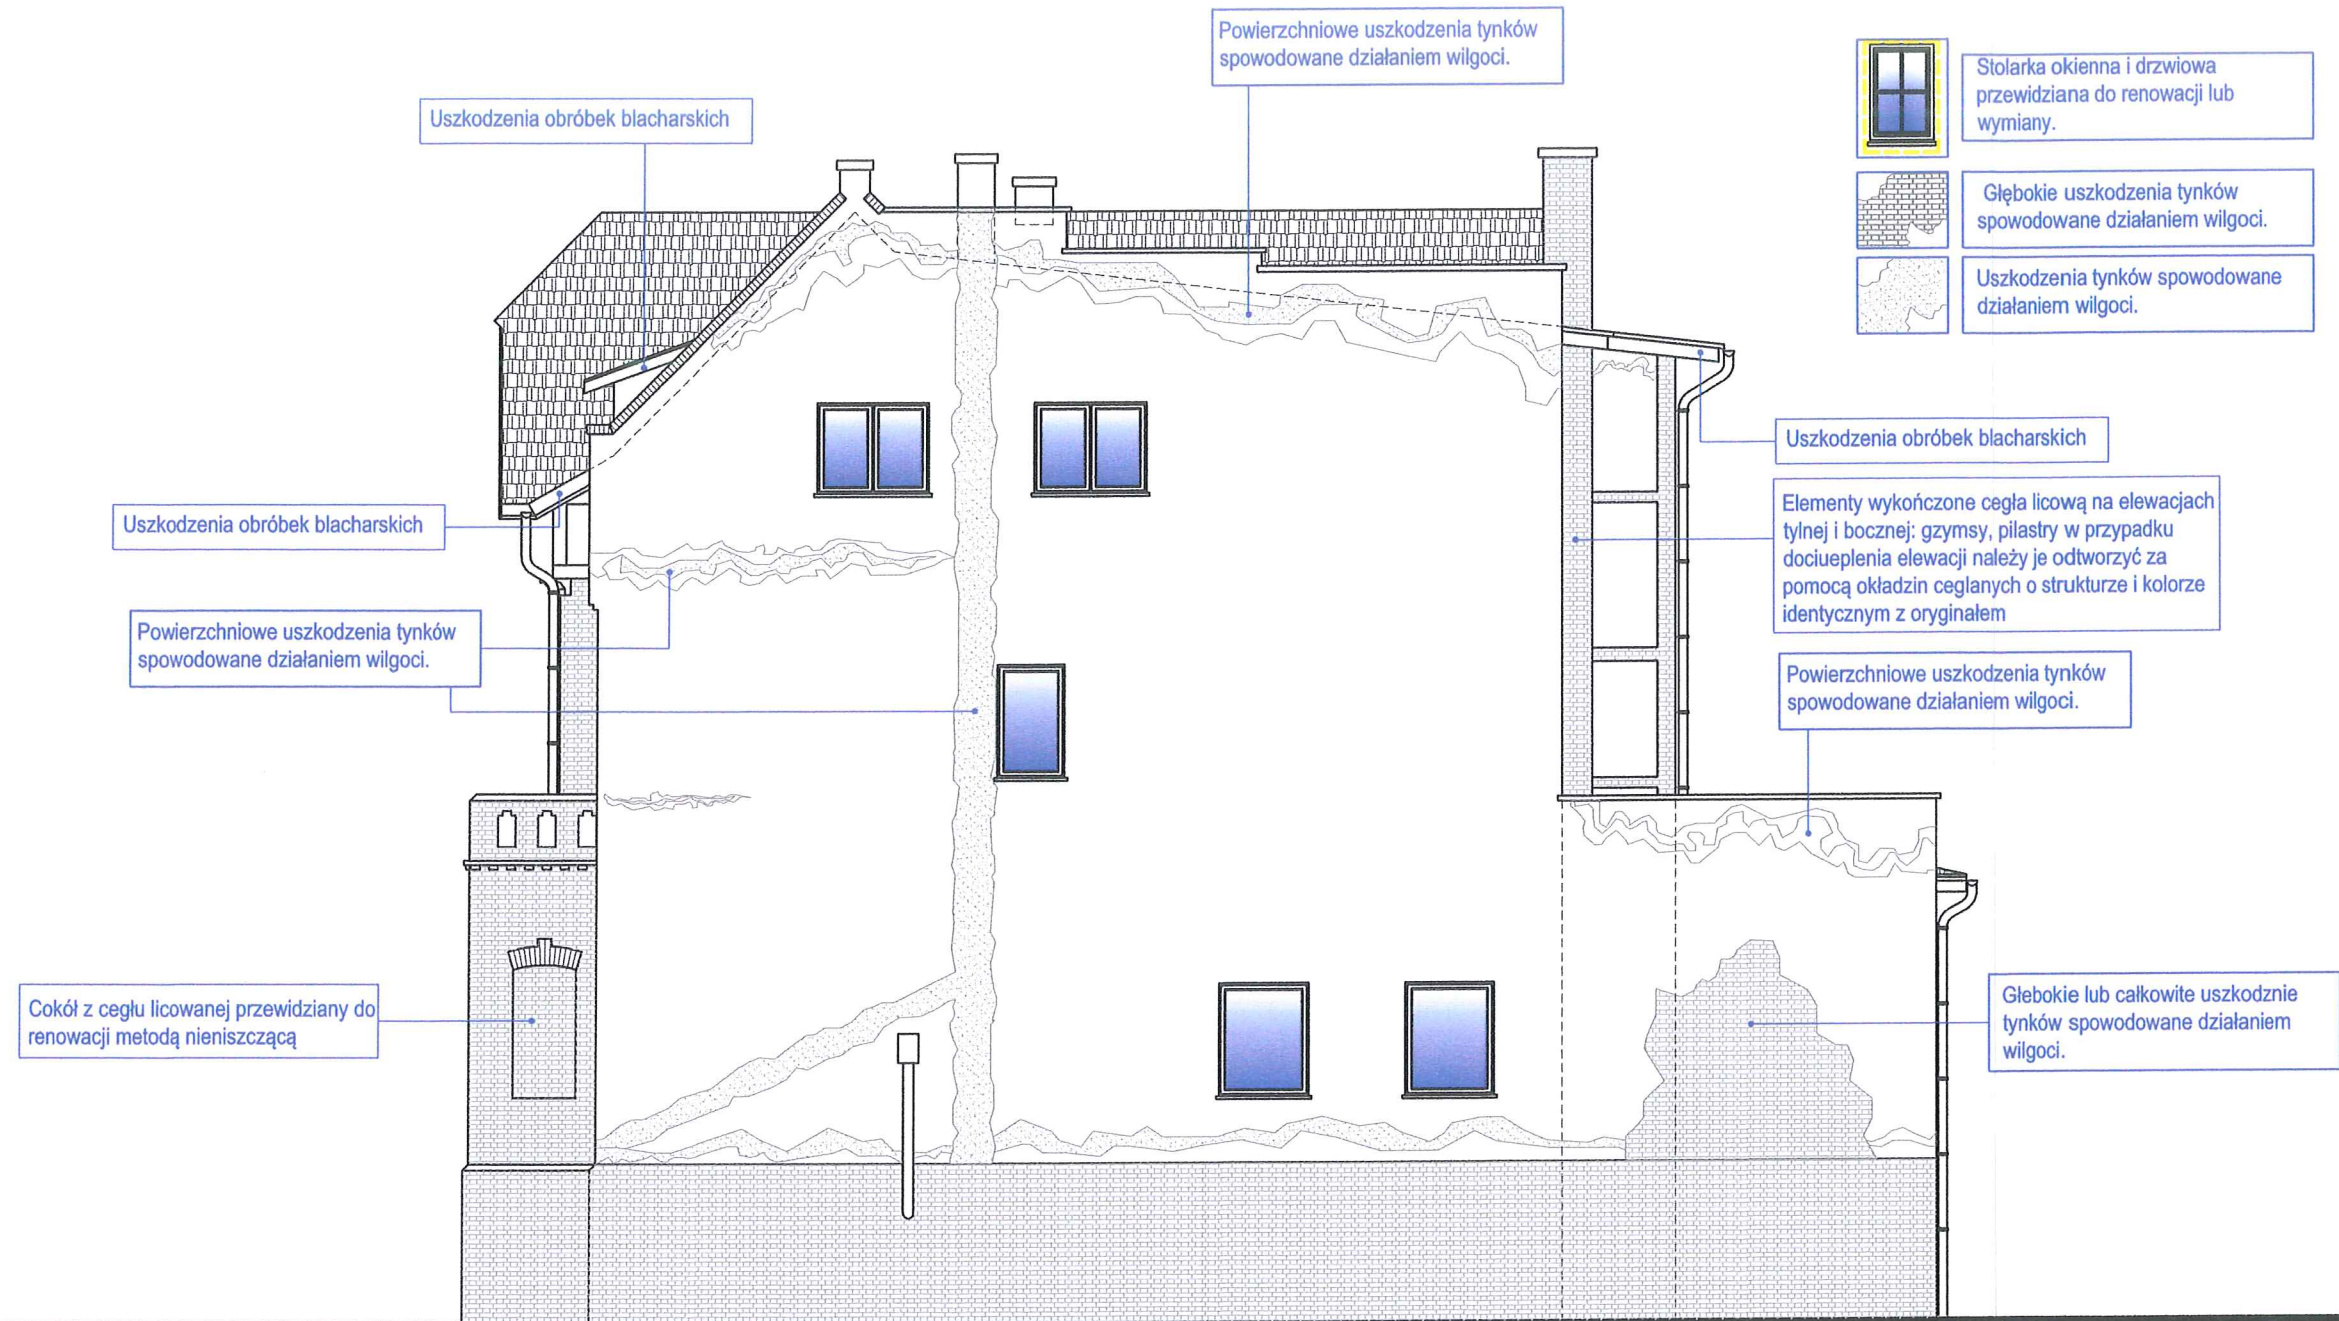 Powierzchniowe uszkodzenia tynków
spowodowane działaniem wilgoci.
Stolarka okienna i drzwiowa
przewidziana do renowacji lub
wymiany.
Uszkodzenia obróbek blacharskich
Głębokie uszkodzenia tynków
spowodowane działaniem wilgoci.
Uszkodzenia tynków spowodowane
działaniem wilgoci.
Uszkodzenia obróbek blacharskich
Elementy wykończone cegła licową na elewacjach
tylnej i bocznej: gzymsy, pilastry w przypadku
dociueplenia elewacji należy je odtworzyć za
pomocą okładzin ceglanych o strukturze i kolorze
identycznym z oryginałem
Uszkodzenia obróbek blacharskich
Powierzchniowe uszkodzenia tynków
spowodowane działaniem wilgoci.
Powierzchniowe uszkodzenia tynków
spowodowane działaniem wilgoci.
Cokół z cegłu licowanej przewidziany do
renowacji metodą nieniszczącą
Głebokie lub całkowite uszkodznie
tynków spowodowane działaniem
wilgoci.